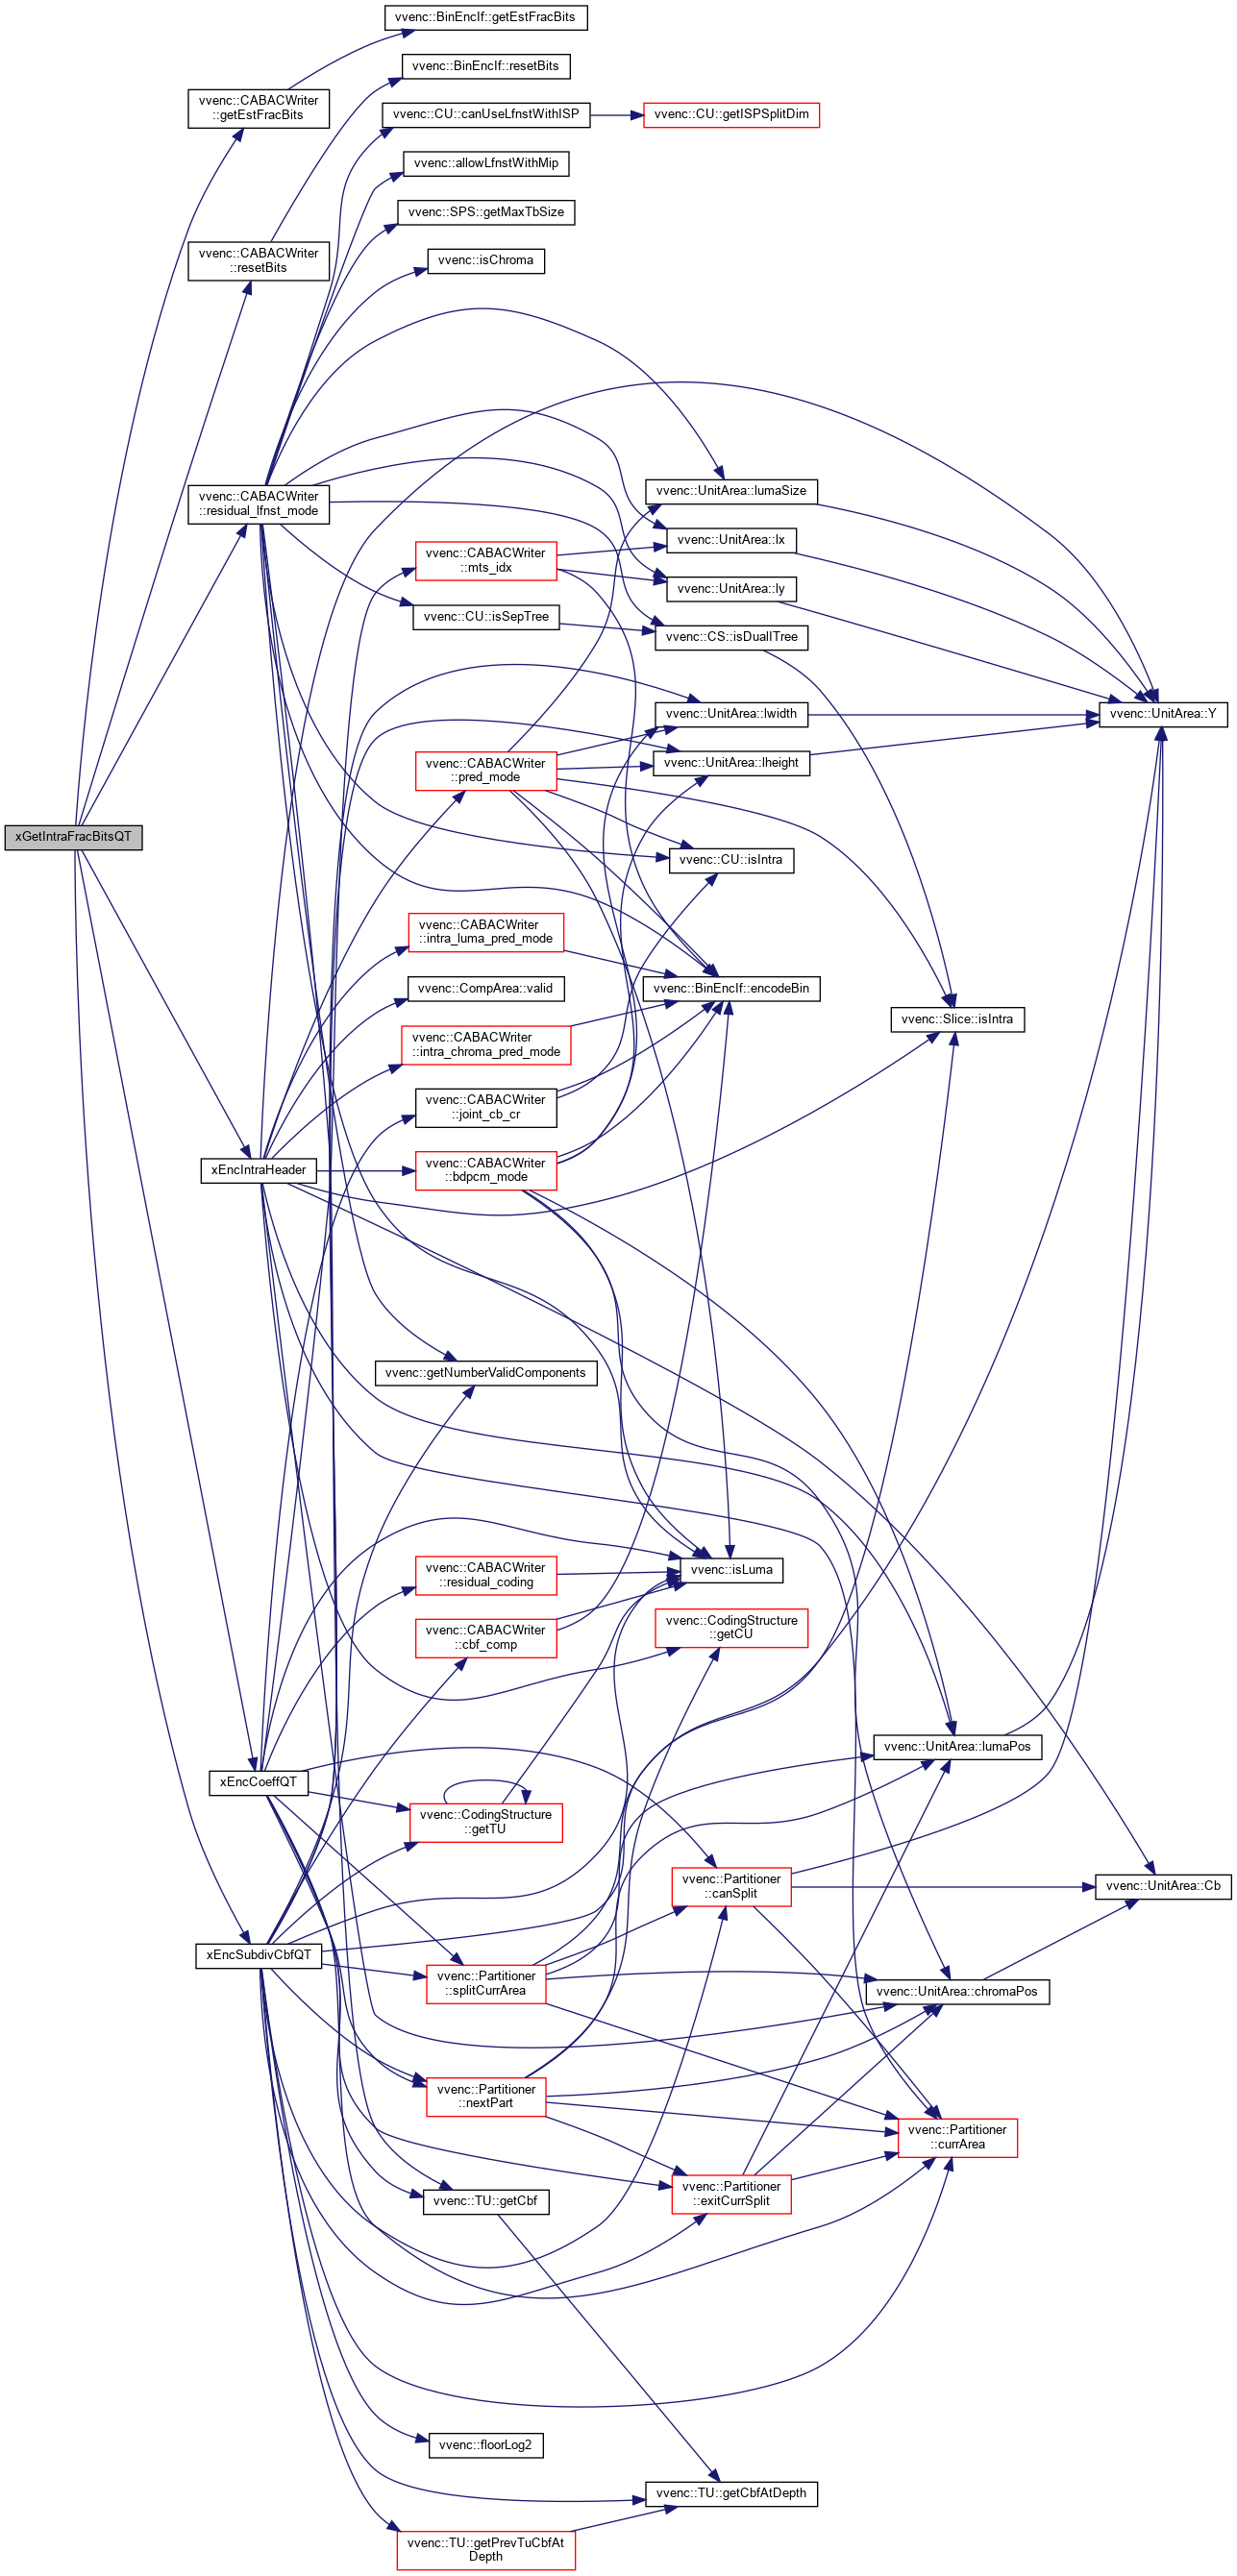 vvenc::BinEncIf::getEstFracBits
vvenc::BinEncIf::resetBits
vvenc::CABACWriter
::getEstFracBits
vvenc::CU::canUseLfnstWithISP
vvenc::CU::getISPSplitDim
vvenc::allowLfnstWithMip
vvenc::SPS::getMaxTbSize
vvenc::CABACWriter
::resetBits
vvenc::isChroma
vvenc::CABACWriter
::residual_lfnst_mode
vvenc::UnitArea::lumaSize
vvenc::UnitArea::lx
vvenc::CABACWriter
::mts_idx
vvenc::UnitArea::ly
vvenc::CU::isSepTree
vvenc::CS::isDualITree
vvenc::UnitArea::lwidth
vvenc::UnitArea::Y
vvenc::CABACWriter
::pred_mode
vvenc::UnitArea::lheight
xGetIntraFracBitsQT
vvenc::CU::isIntra
vvenc::CABACWriter
::intra_luma_pred_mode
vvenc::CompArea::valid
vvenc::BinEncIf::encodeBin
vvenc::Slice::isIntra
vvenc::CABACWriter
::intra_chroma_pred_mode
vvenc::CABACWriter
::joint_cb_cr
xEncIntraHeader
vvenc::CABACWriter
::bdpcm_mode
vvenc::getNumberValidComponents
vvenc::CABACWriter
::residual_coding
vvenc::isLuma
vvenc::CABACWriter
::cbf_comp
vvenc::CodingStructure
::getCU
vvenc::UnitArea::lumaPos
xEncCoeffQT
vvenc::CodingStructure
::getTU
vvenc::Partitioner
::canSplit
vvenc::UnitArea::Cb
xEncSubdivCbfQT
vvenc::Partitioner
::splitCurrArea
vvenc::UnitArea::chromaPos
vvenc::Partitioner
::nextPart
vvenc::Partitioner
::currArea
vvenc::Partitioner
::exitCurrSplit
vvenc::TU::getCbf
vvenc::floorLog2
vvenc::TU::getCbfAtDepth
vvenc::TU::getPrevTuCbfAt
Depth